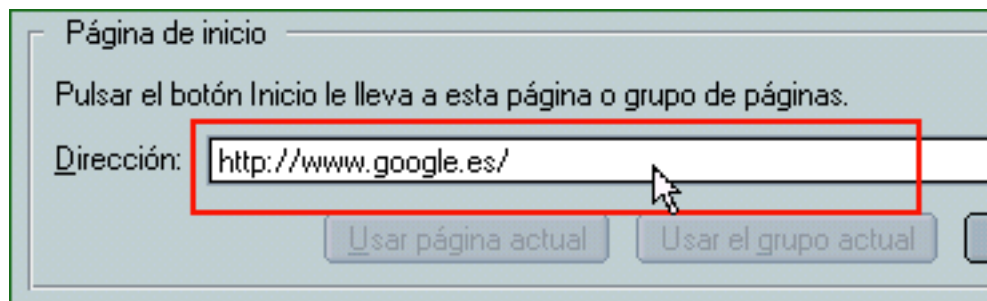 Página de inicio
Pulsar el botón Inicio le lleva a esta página o grupo de páginas.
Dirección: http://www.google.es/
Usar página actual Usar el grupo actual